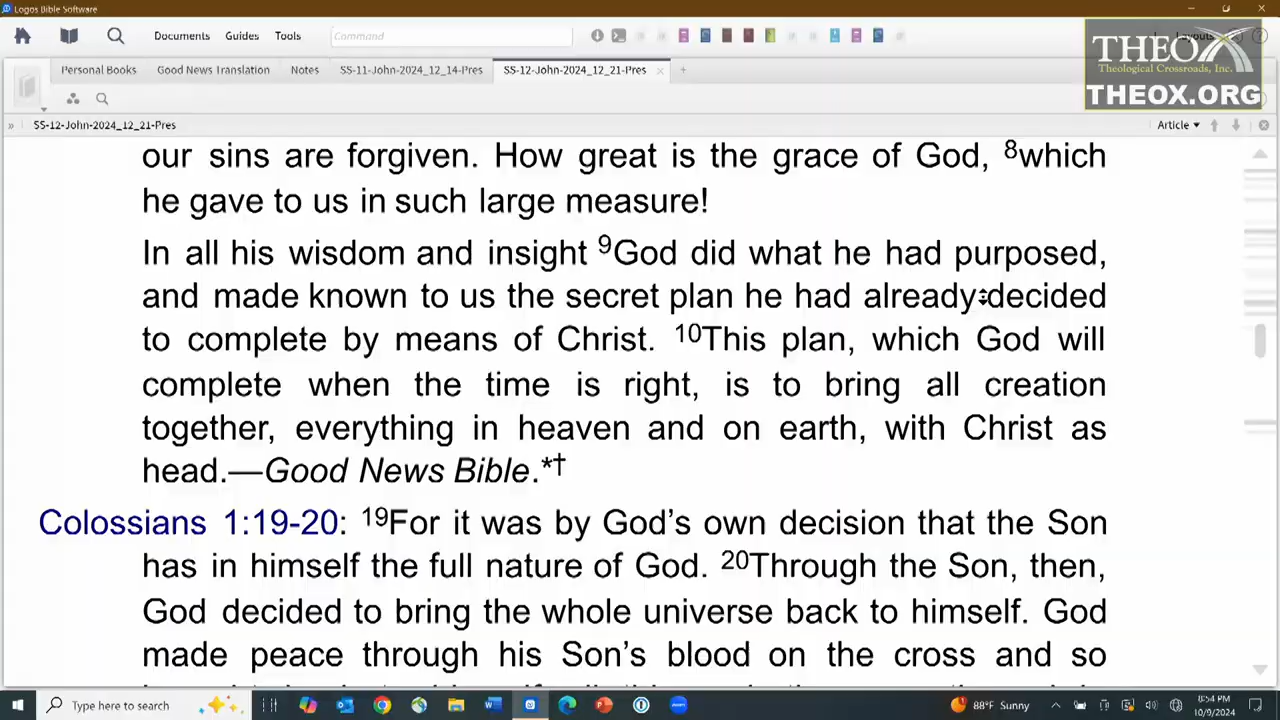 Logos Bible Software
Documents Guides Tools Command
Personal Books Good News Translation Notes SS-11-John-2024_ SS-12-John-2024_12_21-Pres
THEOX
Theological Crossroads, Inc.
THEOX.ORG
SS-12-John-2024_12_21-Pres Article
our sins are forgiven. How great is the grace of God, 8which
he gave to us in such large measure!
In all his wisdom and insight 9God did what he had purposed,
and made known to us the secret plan he had already decided
to complete by means of Christ. 10This plan, which God will
complete when the time is right, is to bring all creation
together, everything in heaven and on earth, with Christ as
head.—Good News Bible.*†
Colossians 1:19-20: 19For it was by God’s own decision that the Son
has in himself the full nature of God. 20Through the Son, then,
God decided to bring the whole universe back to himself. God
made peace through his Son’s blood on the cross and so
Type here to search 88°F Sunny 8:54 PM
10/9/2024